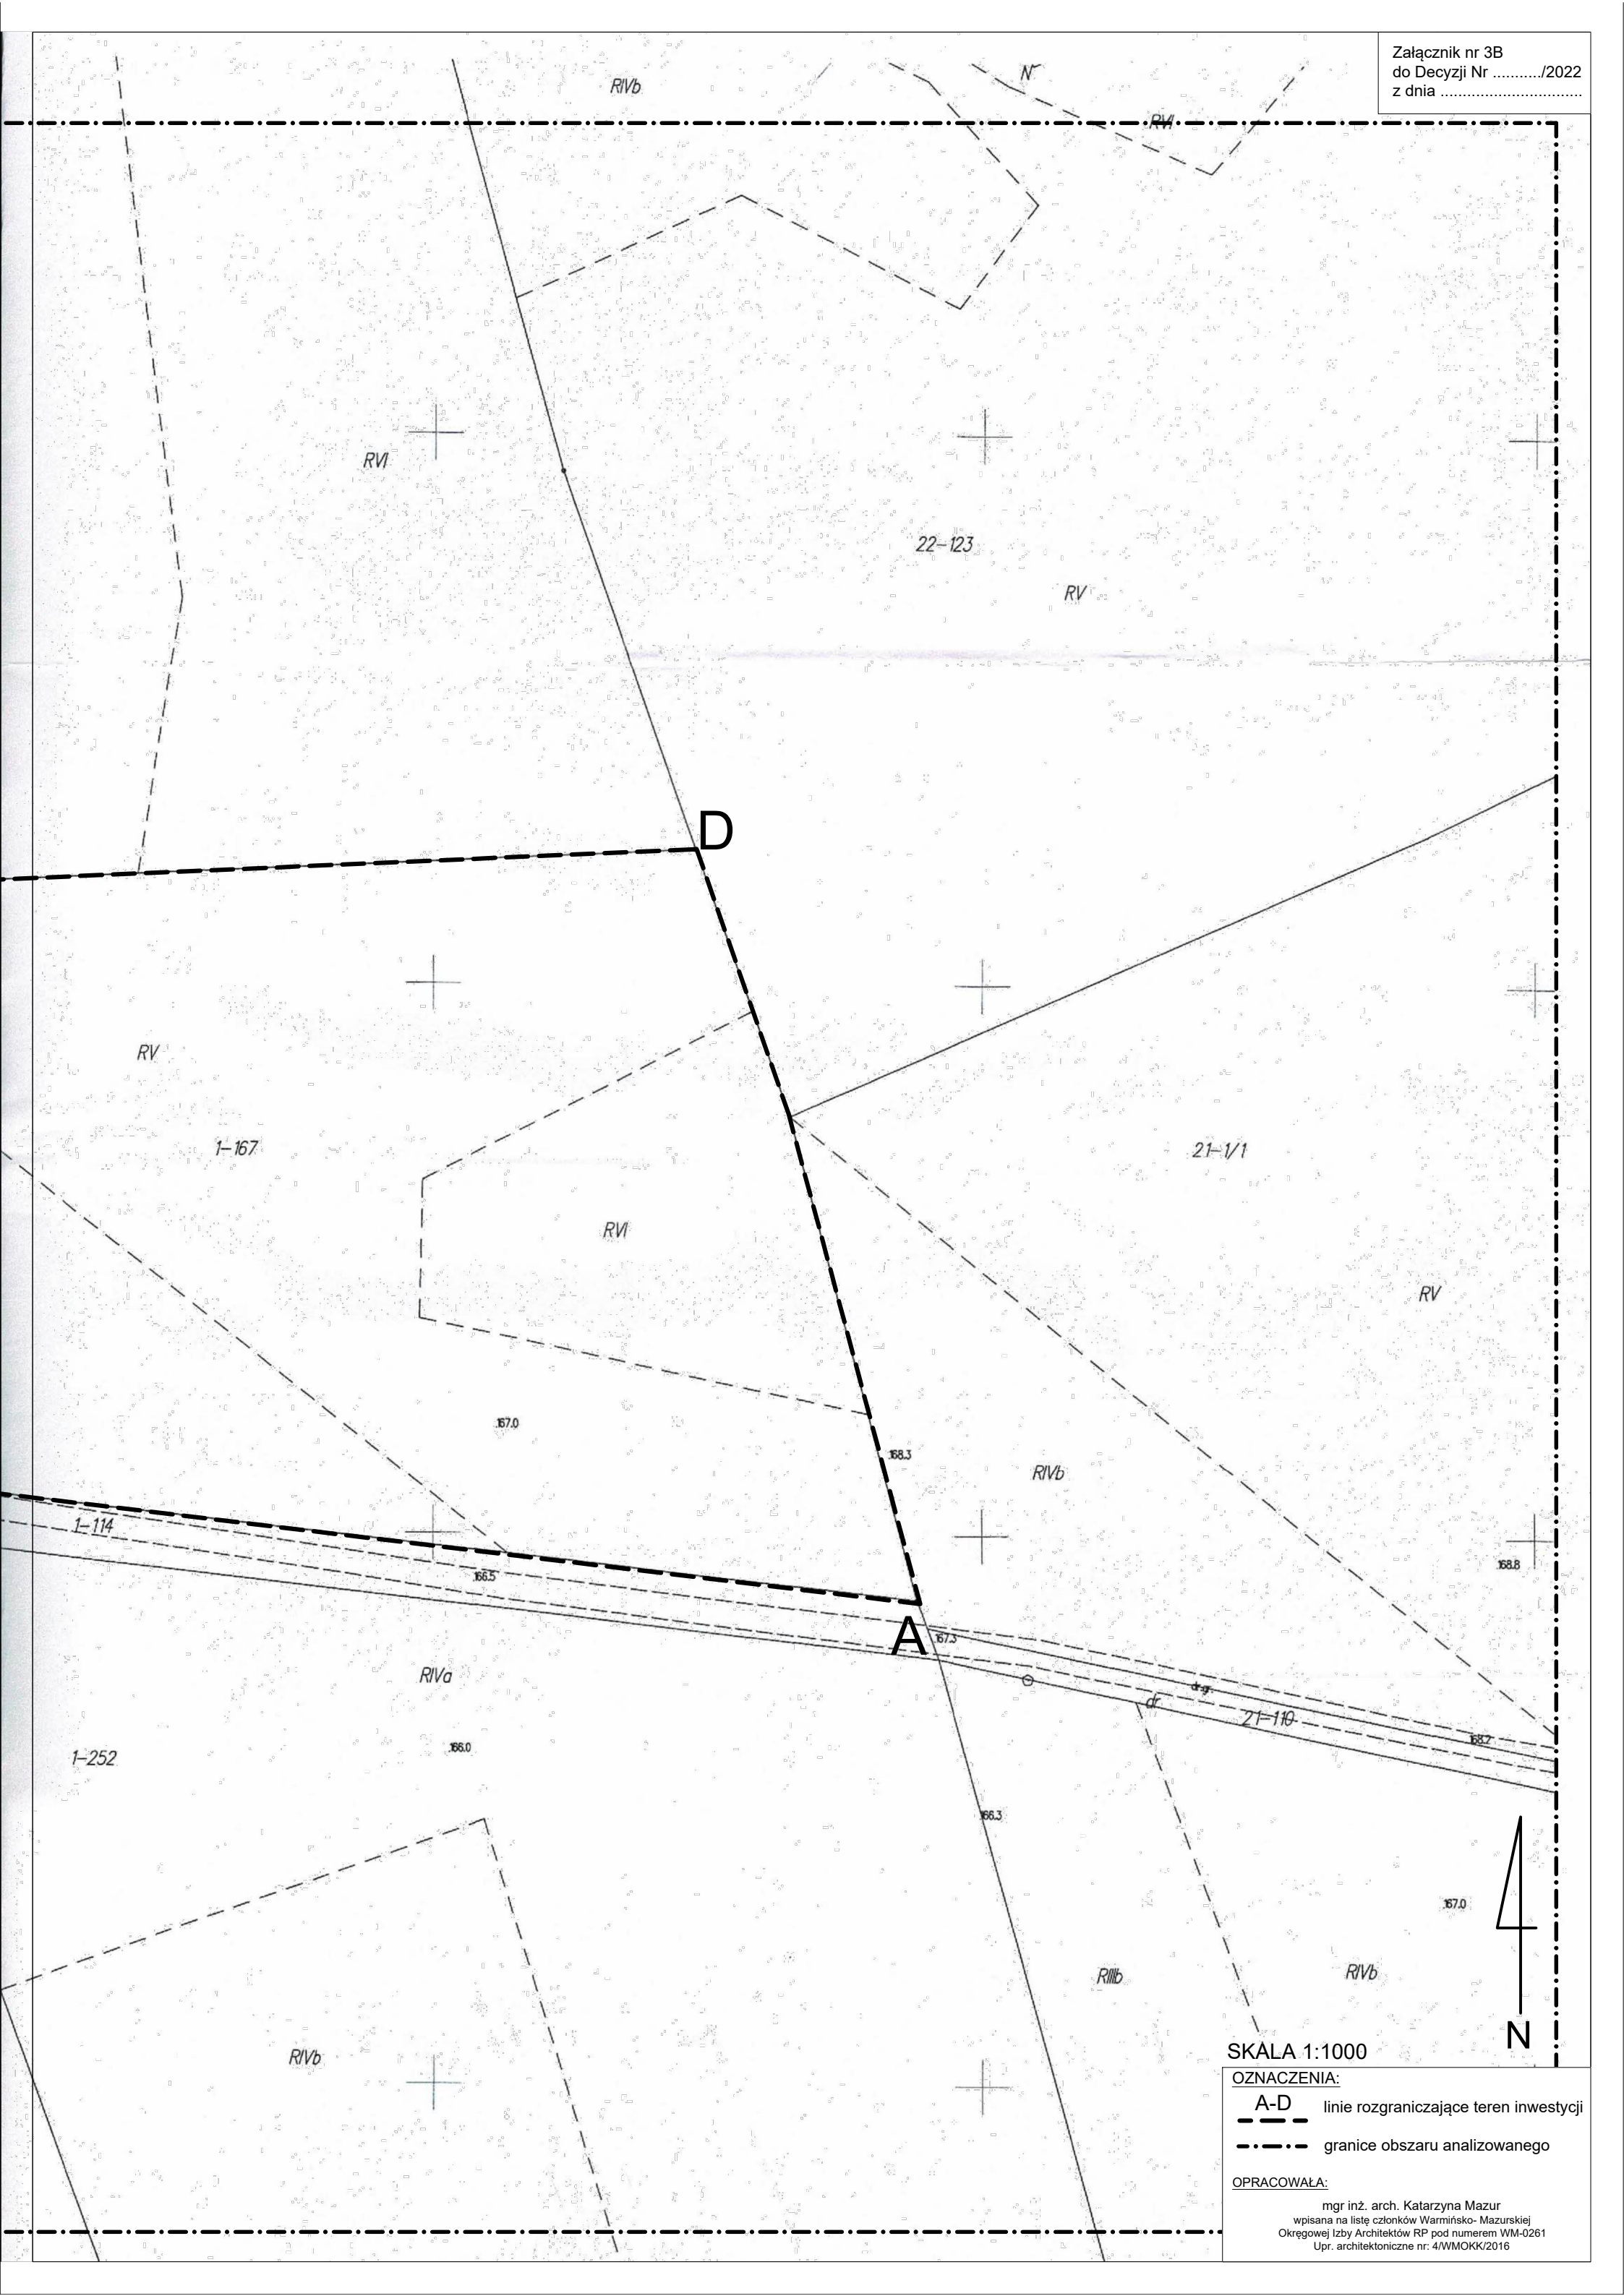 Załącznik nr 3B
do Decyzji Nr .........../2022
z dnia ................................
RIVb
N
RVI
RVI
22-123
RV
D
RV
1-167
21-1/1
RVI
RV
167.0
168.3
RIVb
1-114
166.5
168.8
A
167.3
RIVa
dr.gr.
dr
21-110
168.2
1-252
166.0
166.3
167.0
RIIIb
RIVb
N
RIVb
SKALA 1:1000
OZNACZENIA:
A-D linie rozgraniczające teren inwestycji
granice obszaru analizowanego
OPRACOWAŁA:
mgr inż. arch. Katarzyna Mazur
wpisana na listę członków Warmińsko- Mazurskiej
Okręgowej Izby Architektów RP pod numerem WM-0261
Upr. architektoniczne nr: 4/WMOKK/2016